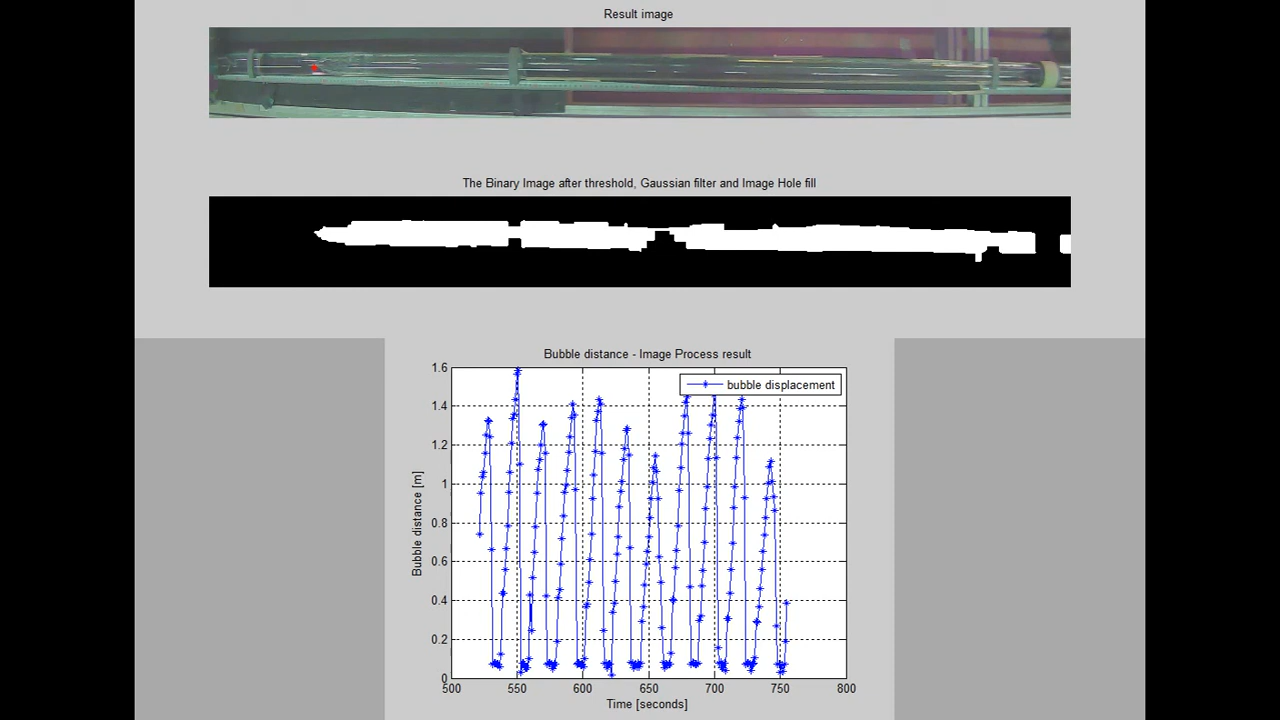 Result image
The Binary Image after threshold, Gaussian filter and Image Hole fill
Bubble distance - Image Process result
bubble displacement
1.6
1.4
1.2
1
0.8
0.6
0.4
0.2
0
Bubble distance [m]
500 550 600 650 700 750 800
Time [seconds]